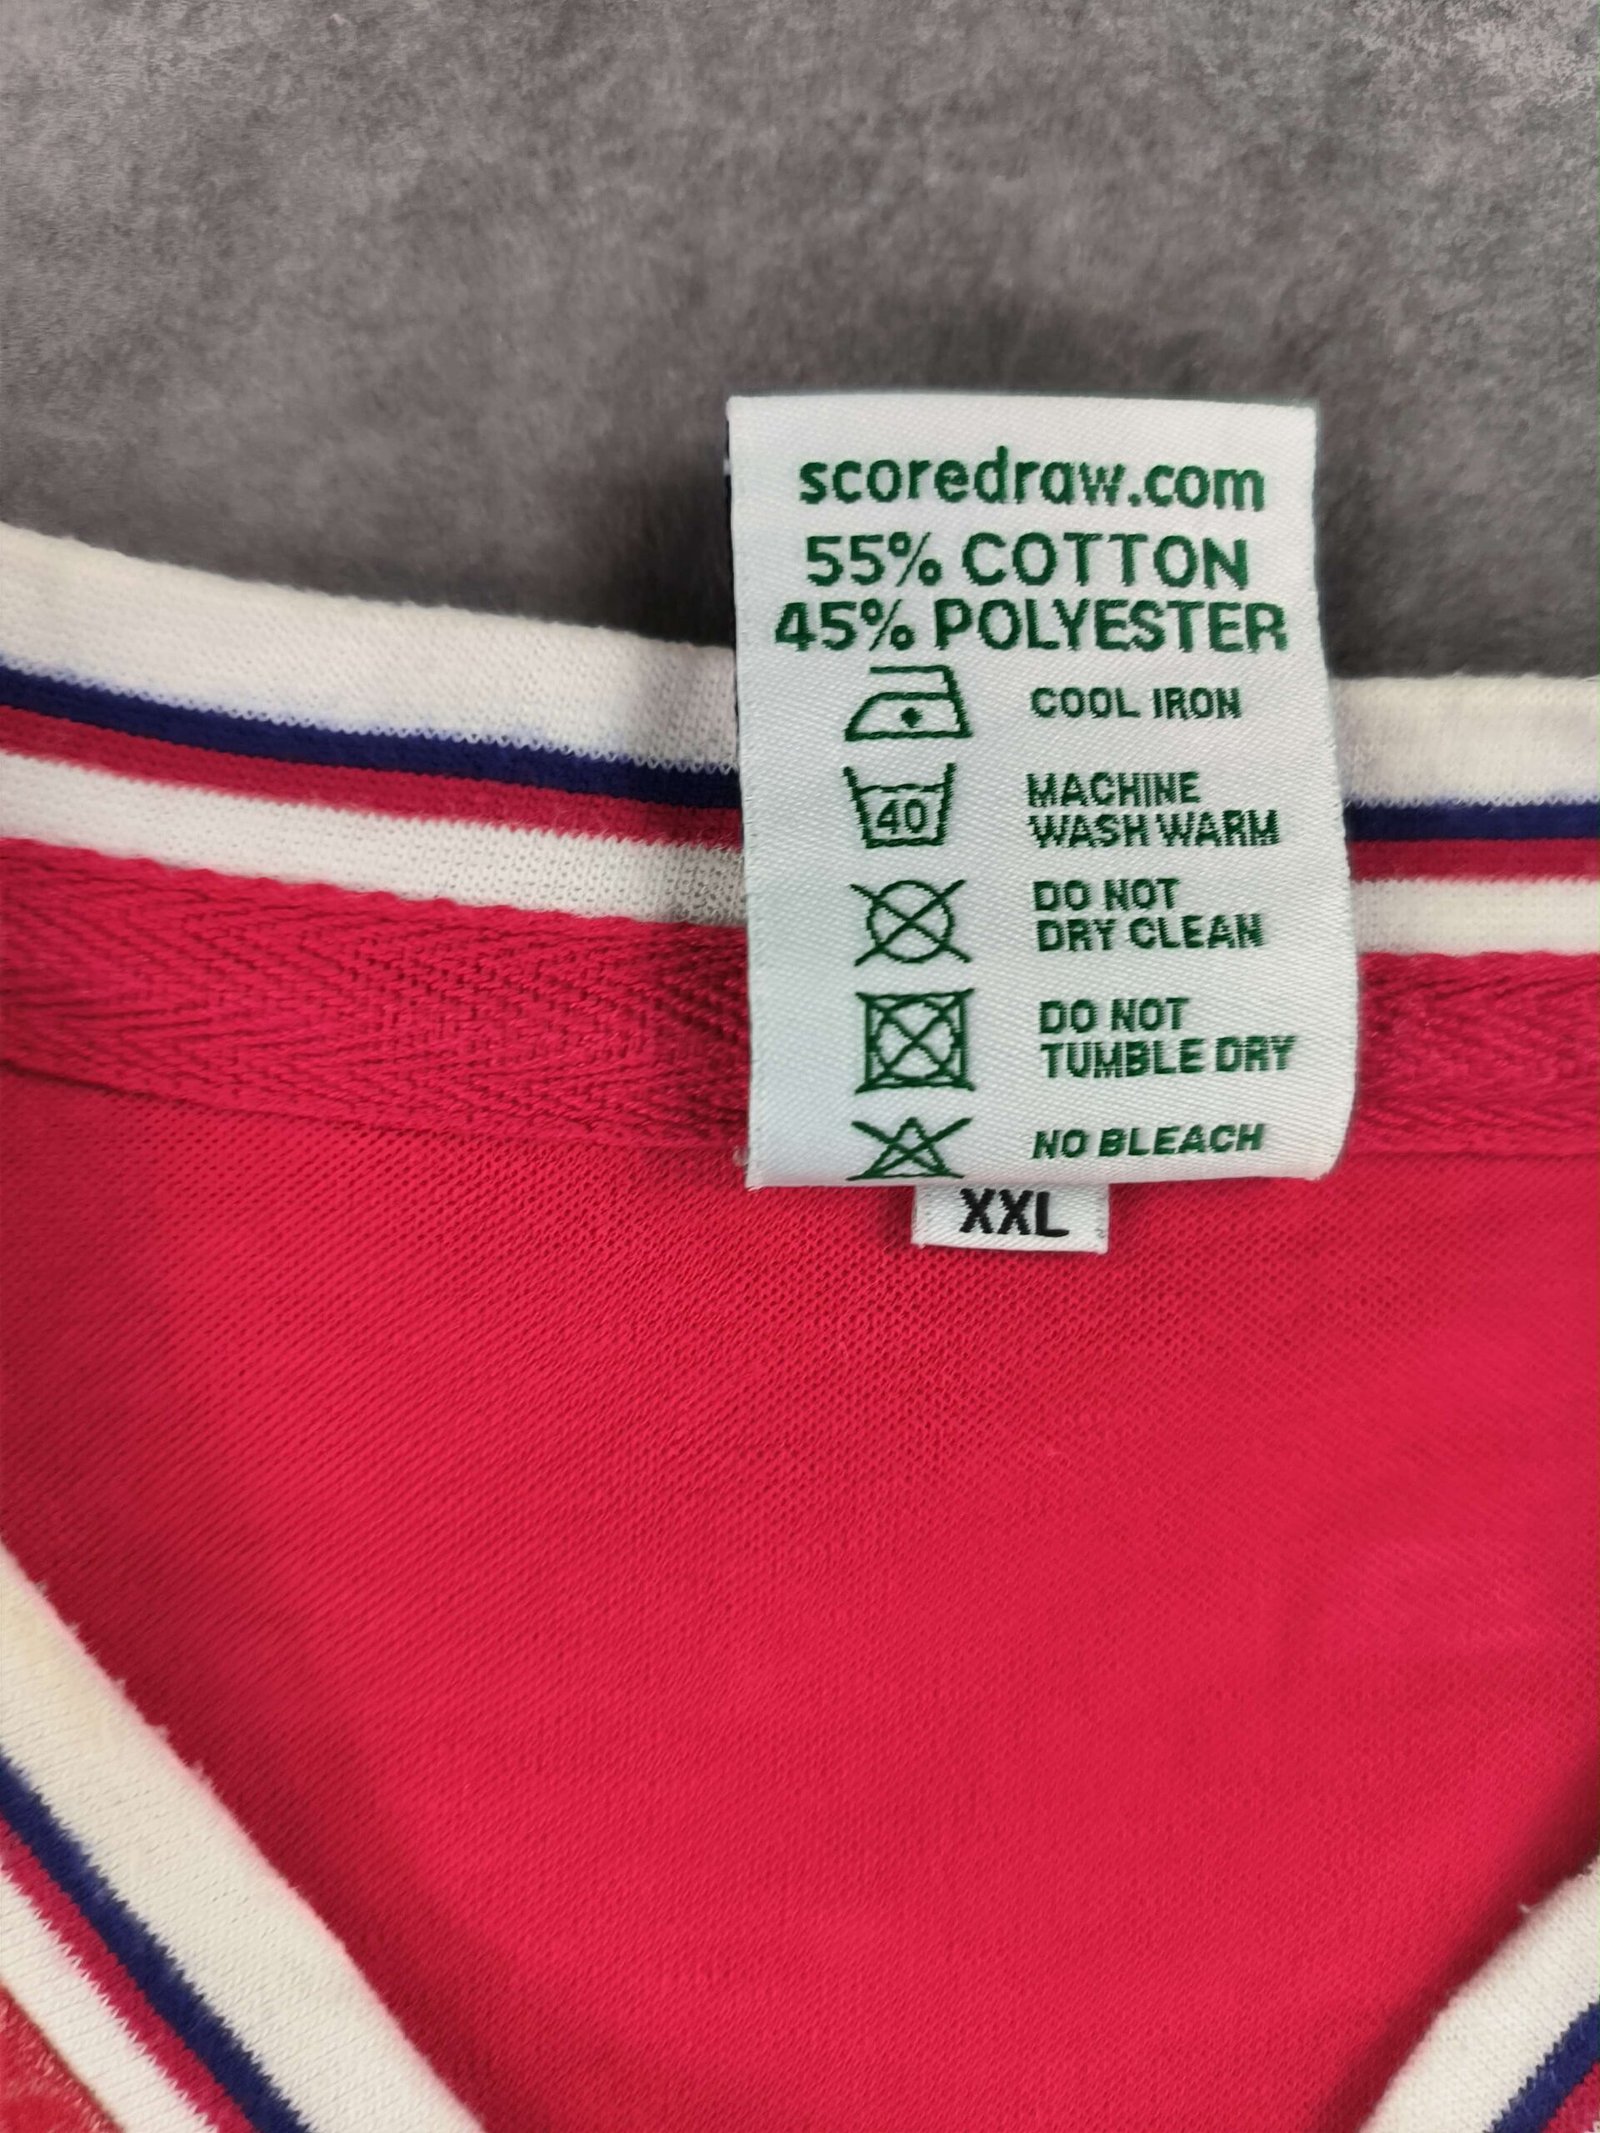 scoredraw.com
55% COTTON
45% POLYESTER
COOL IRON
40
MACHINE
WASH WARM
DO NOT
DRY CLEAN
DO NOT
TUMBLE DRY
NO BLEACH
XXL